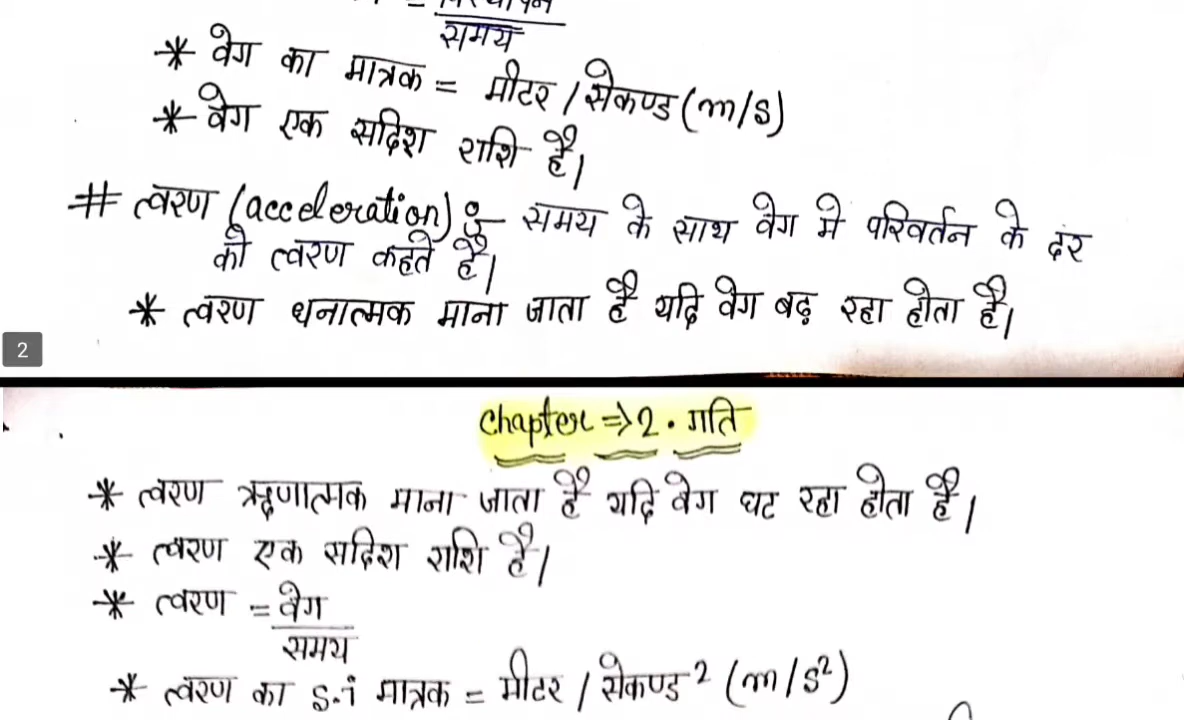 = विस्थापन
समय
* वेग का मात्रक = मीटर / सेकण्ड (m/s)
* वेग एक सदिश राशि है।
# त्वरण (acceleration) :- समय के साथ वेग मे परिवर्तन के दर
को त्वरण कहते है।
* त्वरण धनात्मक माना जाता है यदि वेग बढ़ रहा होता है।
2
chapter => 2 . गति
* त्वरण ऋणात्मक माना जाता है यदि वेग घट रहा होता है।
* त्वरण एक सदिश राशि है।
* त्वरण = वेग
समय
* त्वरण का s.i मात्रक = मीटर / सेकण्ड² (m/s²)